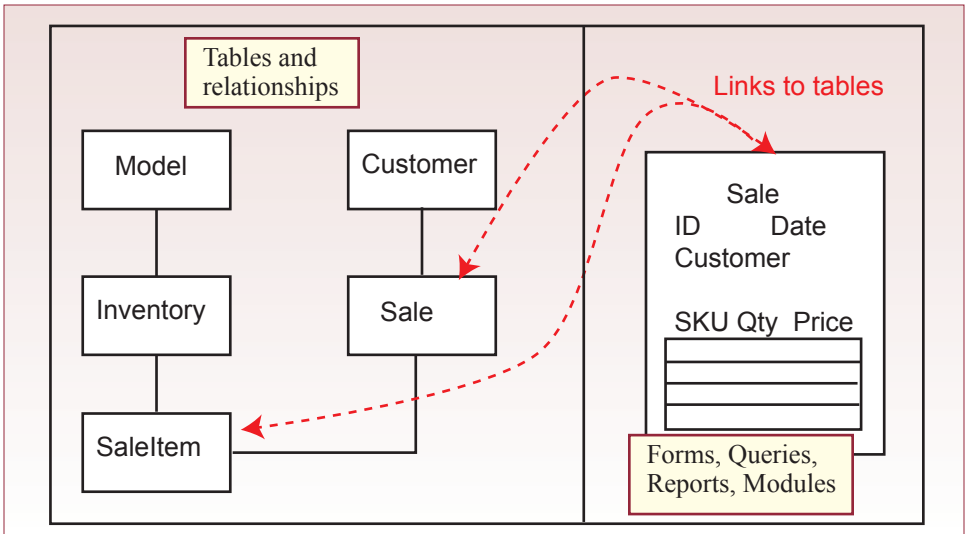 Tables and
relationships
Links to tables
Model
Customer
Inventory
Sale
SaleItem
Sale
ID Date
Customer
SKU Qty Price
Forms, Queries,
Reports, Modules